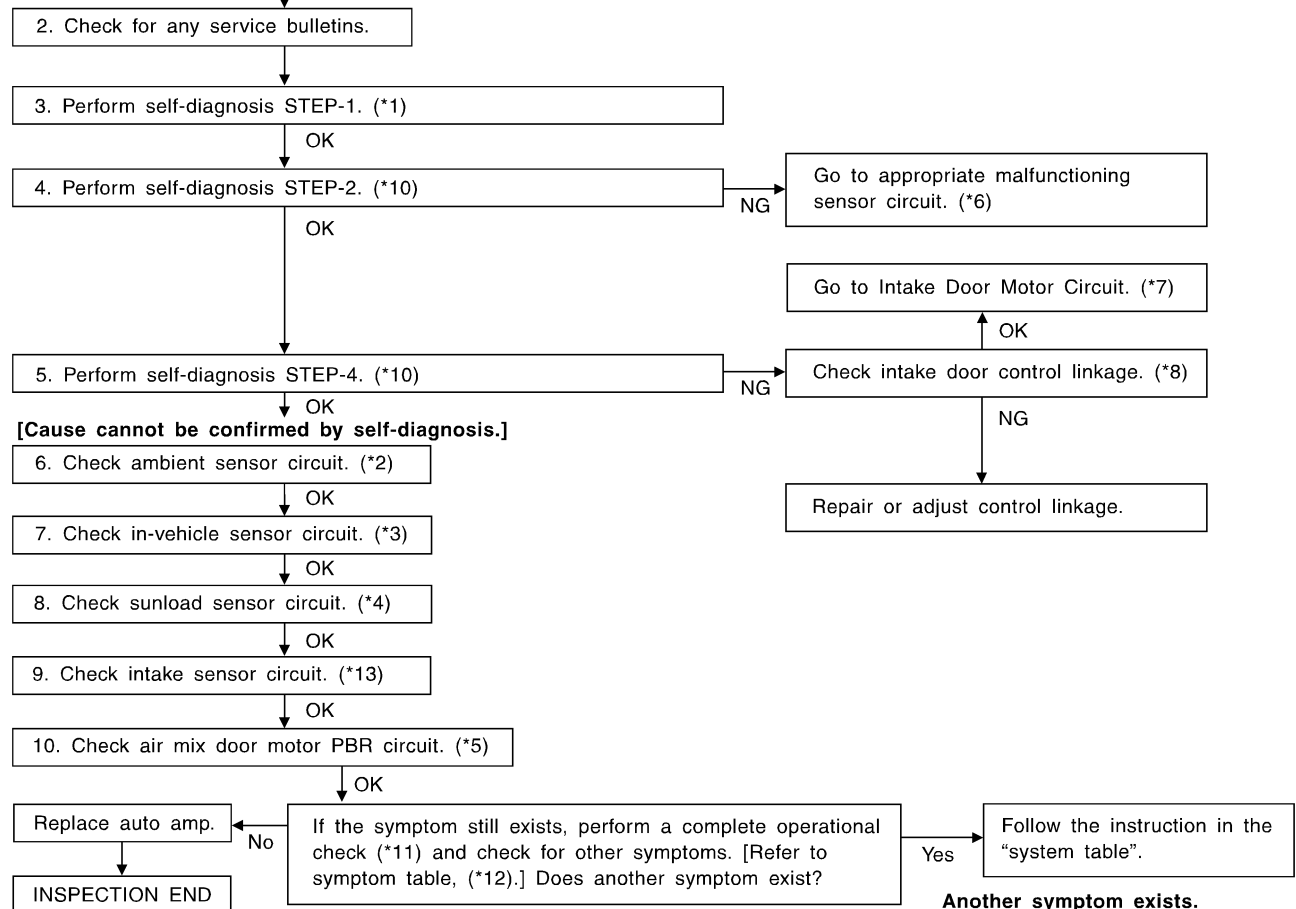 2. Check for any service bulletins.
3. Perform self-diagnosis STEP-1. (*1)
OK
4. Perform self-diagnosis STEP-2. (*10)
NG
Go to appropriate malfunctioning
sensor circuit. (*6)
OK
Go to Intake Door Motor Circuit. (*7)
OK
5. Perform self-diagnosis STEP-4. (*10)
NG
Check intake door control linkage. (*8)
OK
NG
[Cause cannot be confirmed by self-diagnosis.]
6. Check ambient sensor circuit. (*2)
OK
Repair or adjust control linkage.
7. Check in-vehicle sensor circuit. (*3)
OK
8. Check sunload sensor circuit. (*4)
OK
9. Check intake sensor circuit. (*13)
OK
10. Check air mix door motor PBR circuit. (*5)
OK
Replace auto amp.
No
If the symptom still exists, perform a complete operational
check (*11) and check for other symptoms. [Refer to
symptom table, (*12).] Does another symptom exist?
Yes
Follow the instruction in the
“system table”.
INSPECTION END
Another symptom exists.